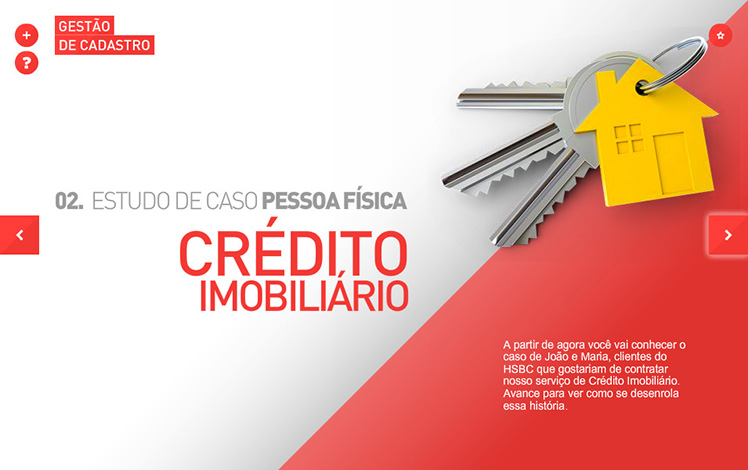 GESTÃO
DE CADASTRO
02. ESTUDO DE CASO PESSOA FÍSICA
CRÉDITO
IMOBILIÁRIO
A partir de agora você vai conhecer o
caso de João e Maria, clientes do
HSBC que gostariam de contratar
nosso serviço de Crédito Imobiliário.
Avance para ver como se desenrola
essa história.